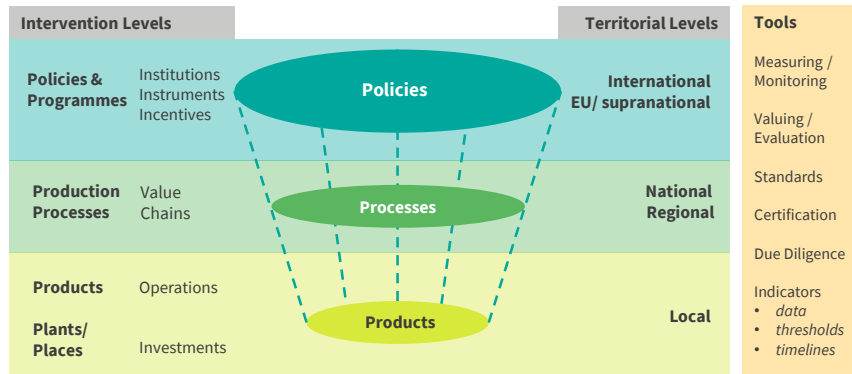 Intervention Levels
Territorial Levels
Tools
Policies &
Programmes
Institutions
Instruments
Incentives
Policies
International
EU/ supranational
Production
Processes
Value
Chains
Processes
National
Regional
Products
Operations
Plants/
Places
Investments
Products
Local
Measuring /
Monitoring
Valuing /
Evaluation
Standards
Certification
Due Diligence
Indicators
• data
• thresholds
• timelines